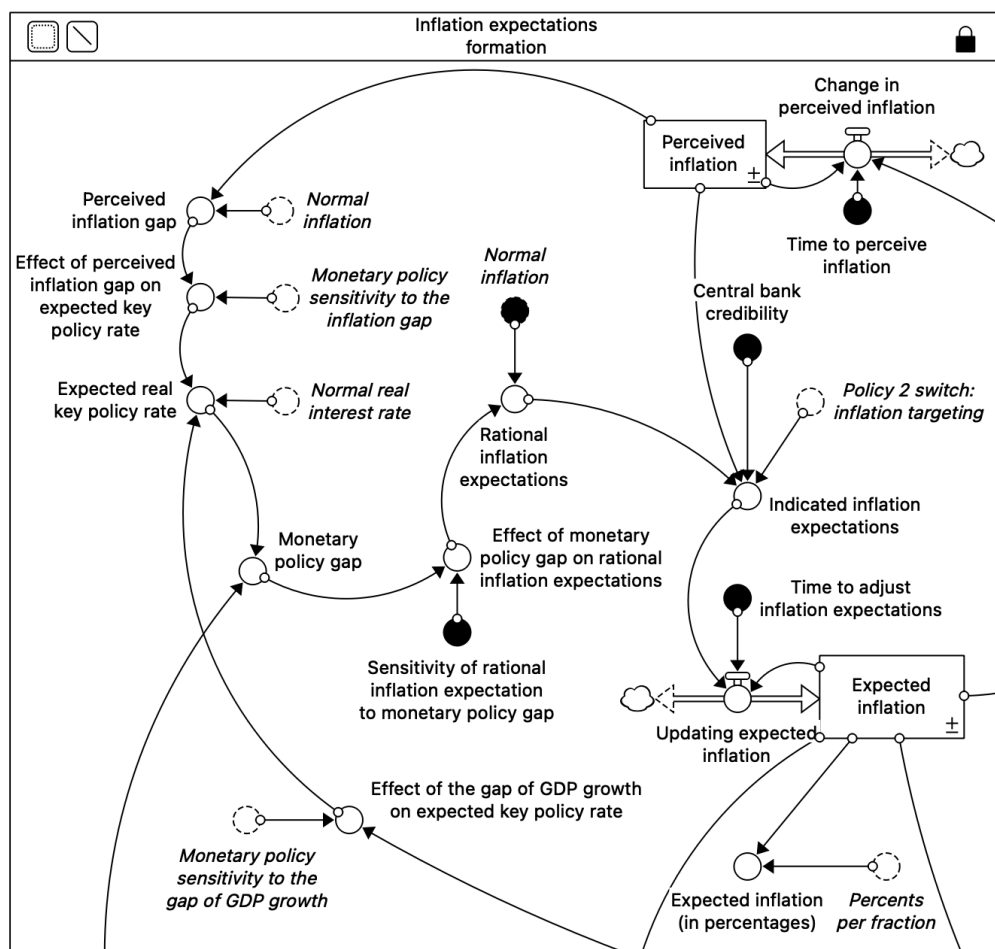 Inflation expectations
formation
Change in
perceived inflation
Perceived
inflation
±
Perceived
inflation gap
Normal
inflation
Time to perceive
inflation
Effect of perceived
inflation gap on
expected key
policy rate
Monetary policy
sensitivity to the
inflation gap
Normal
inflation
Central bank
credibility
Expected real
key policy rate
Normal real
interest rate
Policy 2 switch:
inflation targeting
Rational
inflation
expectations
Indicated inflation
expectations
Monetary
policy gap
Effect of monetary
policy gap on rational
inflation expectations
Time to adjust
inflation expectations
Sensitivity of rational
inflation expectation
to monetary policy gap
Expected
inflation
±
Updating expected
inflation
Effect of the gap of GDP growth
on expected key policy rate
Monetary policy
sensitivity to the
gap of GDP growth
Expected inflation
(in percentages)
Percents
per fraction